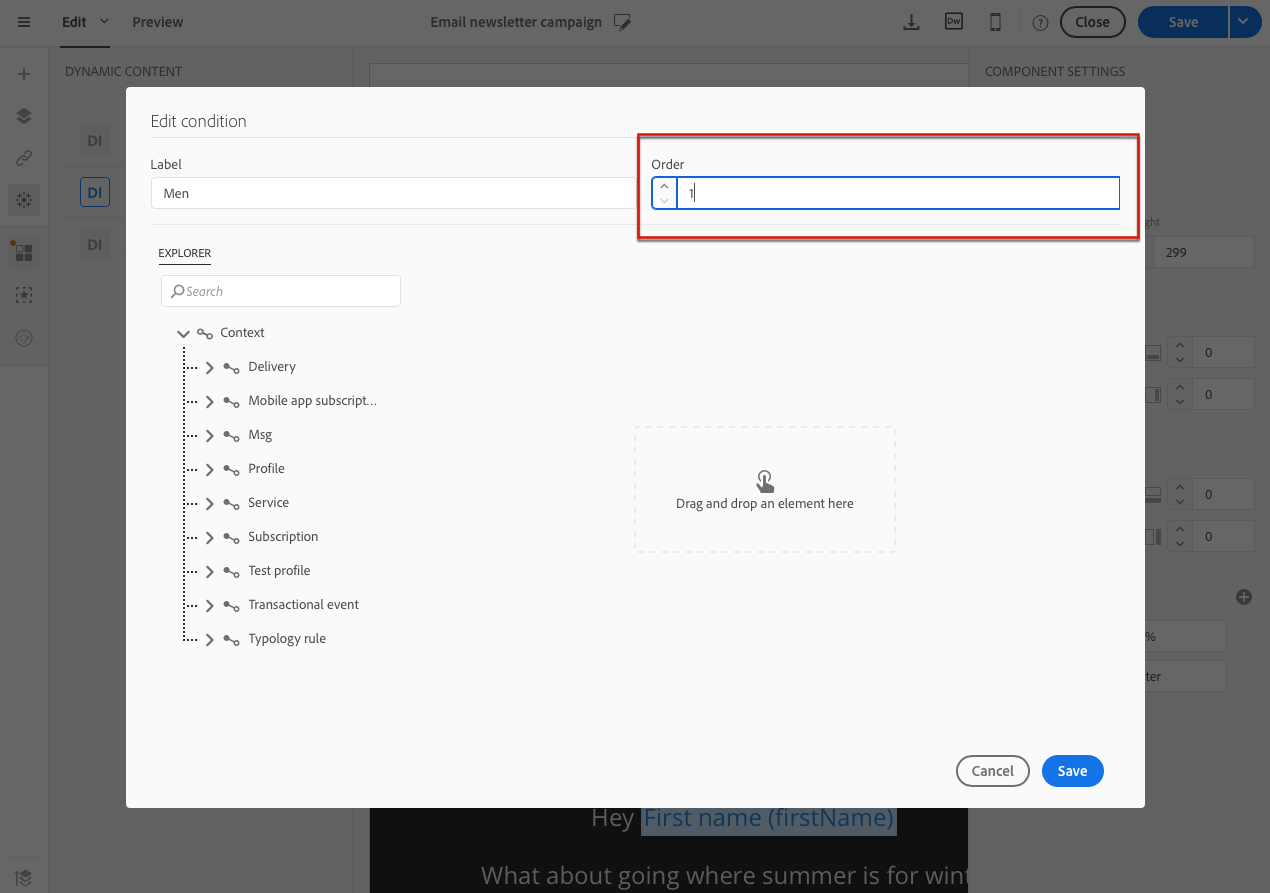 Edit
Preview
Email newsletter campaign
Dw
?
Close
Save
DYNAMIC CONTENT
COMPONENT SETTINGS
DI
DI
DI
Edit condition
Label
Men
Order
1
ght
299
EXPLORER
Search
Context
Delivery
Mobile app subscript...
Msg
Profile
Service
Subscription
Test profile
Transactional event
Typology rule
Drag and drop an element here
0
0
0
0
%
ter
Cancel
Save
Hey First name (firstName)
What about going where summer is for wint